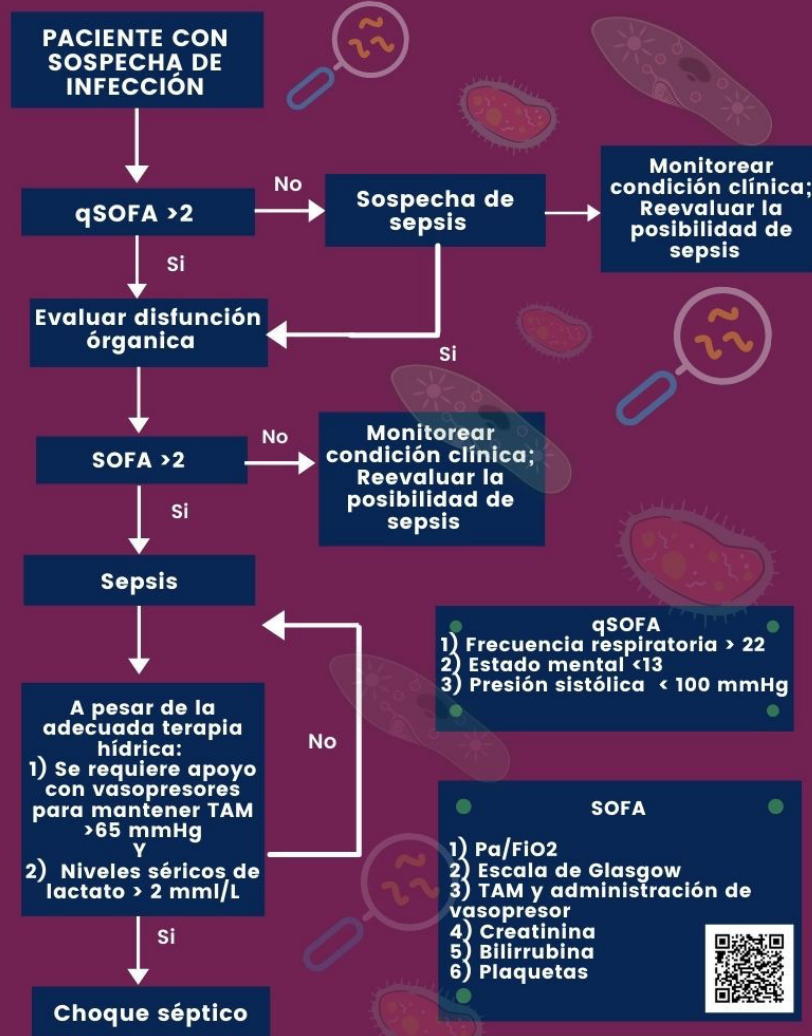 PACIENTE CON
SOSPECHA DE
INFECCIÓN
qSOFA >2
No
Sospecha de
sepsis
Monitorear
condición clínica;
Reevaluar la
posibilidad de
sepsis
Si
Evaluar disfunción
órganica
Si
SOFA >2
No
Monitorear
condición clínica;
Reevaluar la
posibilidad de
sepsis
Si
Sepsis
A pesar de la
adecuada terapia
hídrica:
1) Se requiere apoyo
con vasopresores
para mantener TAM
>65 mmHg
Y
2) Niveles séricos de
lactato > 2 mml/L
No
Si
Choque séptico
qSOFA
1) Frecuencia respiratoria > 22
2) Estado mental <13
3) Presión sistólica < 100 mmHg
SOFA
1) Pa/FiO2
2) Escala de Glasgow
3) TAM y administración de
vasopresor
4) Creatinina
5) Bilirrubina
6) Plaquetas